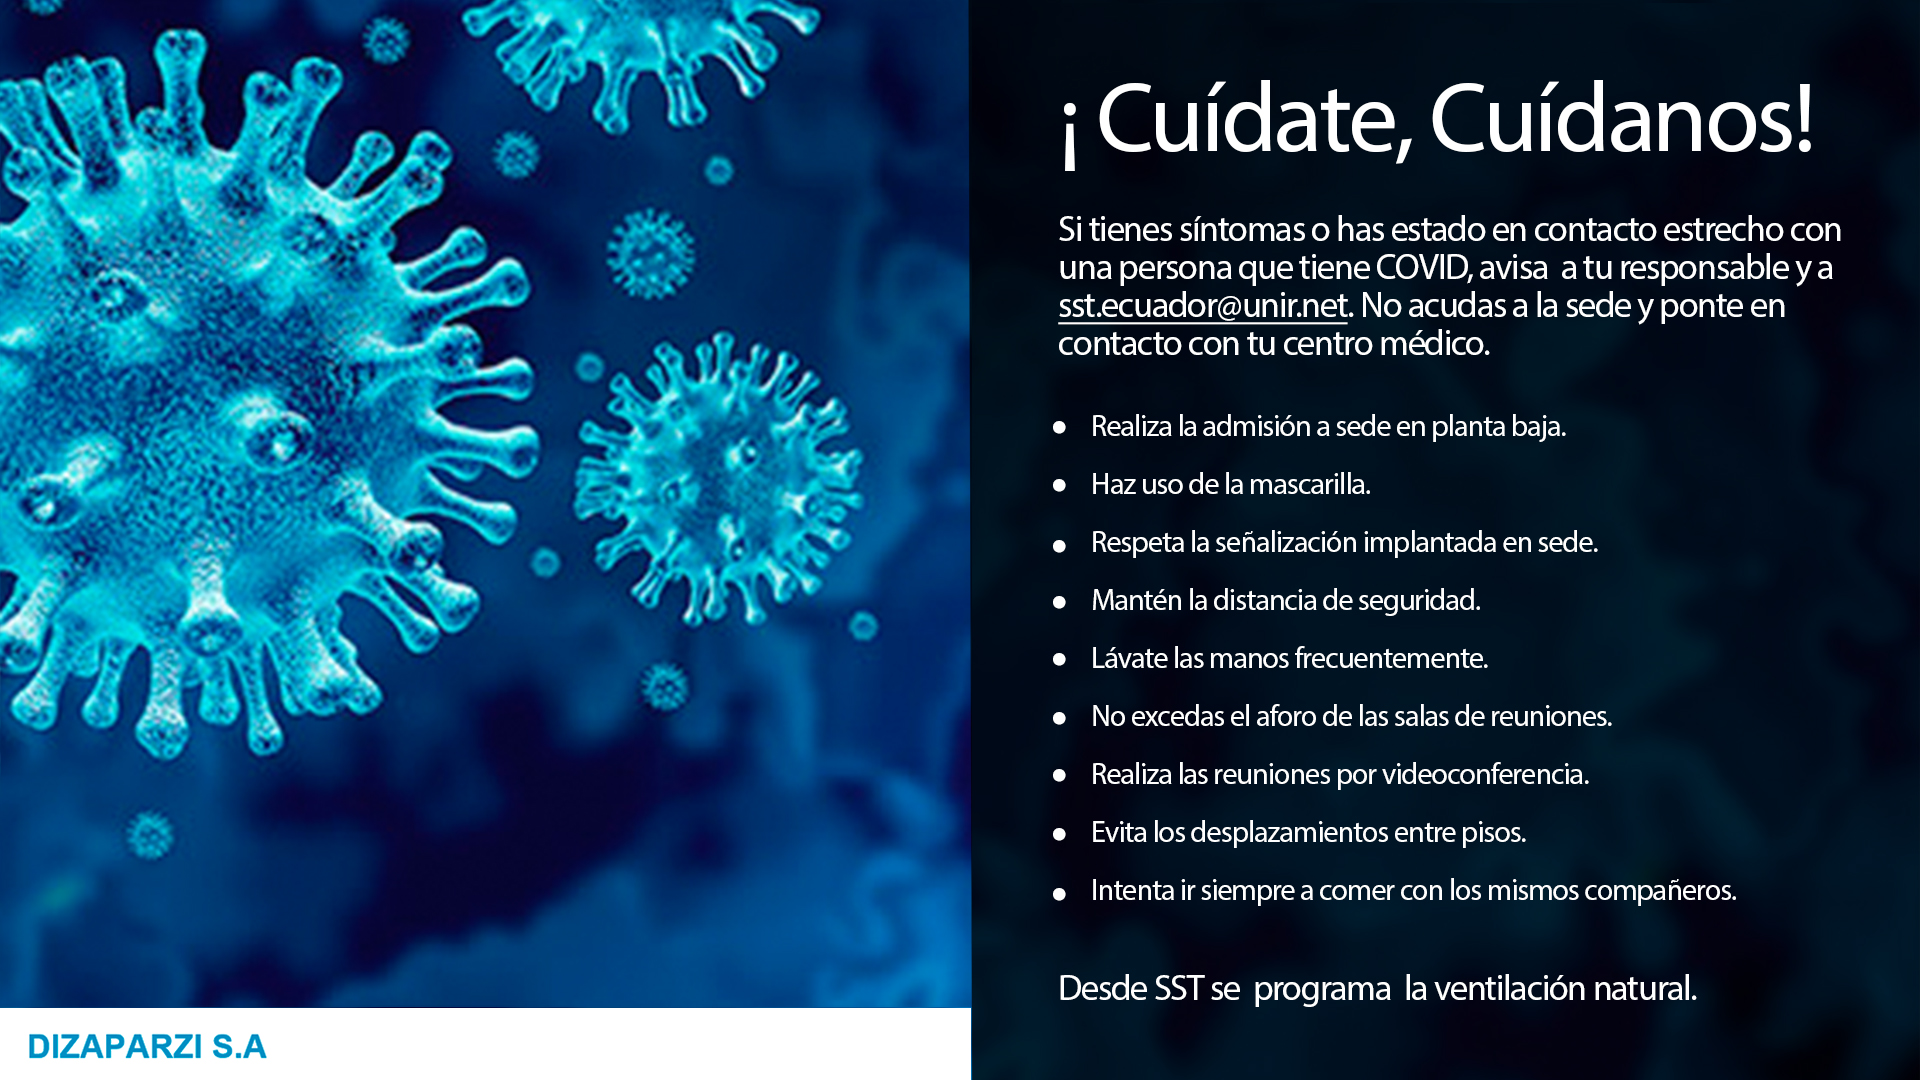 ¡ Cuídate, Cuídanos!
Si tienes síntomas o has estado en contacto estrecho con
una persona que tiene COVID, avisa a tu responsable y a
sst.ecuador@unir.net. No acudas a la sede y ponte en
contacto con tu centro médico.
• Realiza la admisión a sede en planta baja.
• Haz uso de la mascarilla.
• Respeta la señalización implantada en sede.
• Mantén la distancia de seguridad.
• Lávate las manos frecuentemente.
• No excedas el aforo de las salas de reuniones.
• Realiza las reuniones por videoconferencia.
• Evita los desplazamientos entre pisos.
• Intenta ir siempre a comer con los mismos compañeros.
Desde SST se programa la ventilación natural.
DIZAPARZI S.A